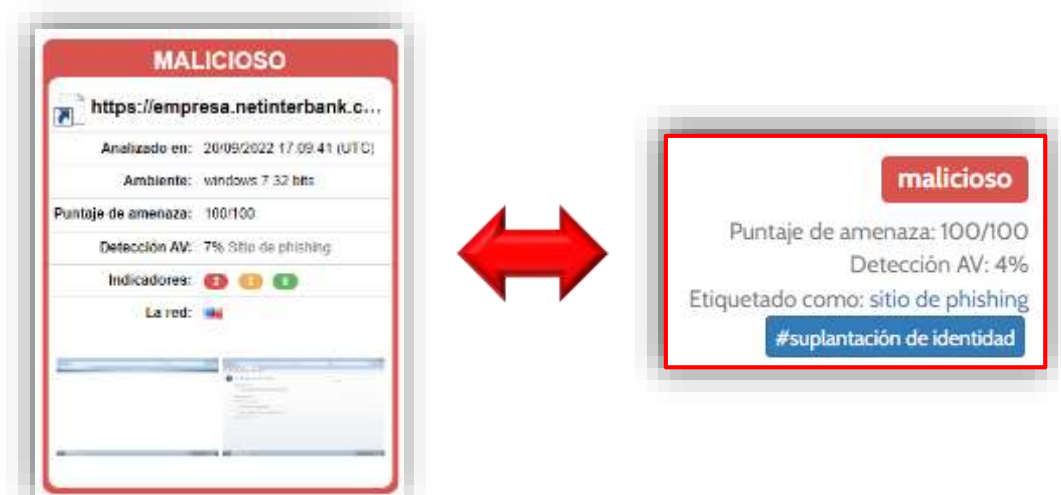 MALICIOSO
https://empresa.netinterbank.c...
Analizado en: 20/09/2022 17:09:41 (UTC)
Ambiente: windows 7 32 bits
Puntaje de amenaza: 100/100
Detección AV: 7% Sitio de phishing
Indicadores:
La red:
malicioso
Puntaje de amenaza: 100/100
Detección AV: 4%
Etiquetado como: sitio de phishing
#suplantación de identidad